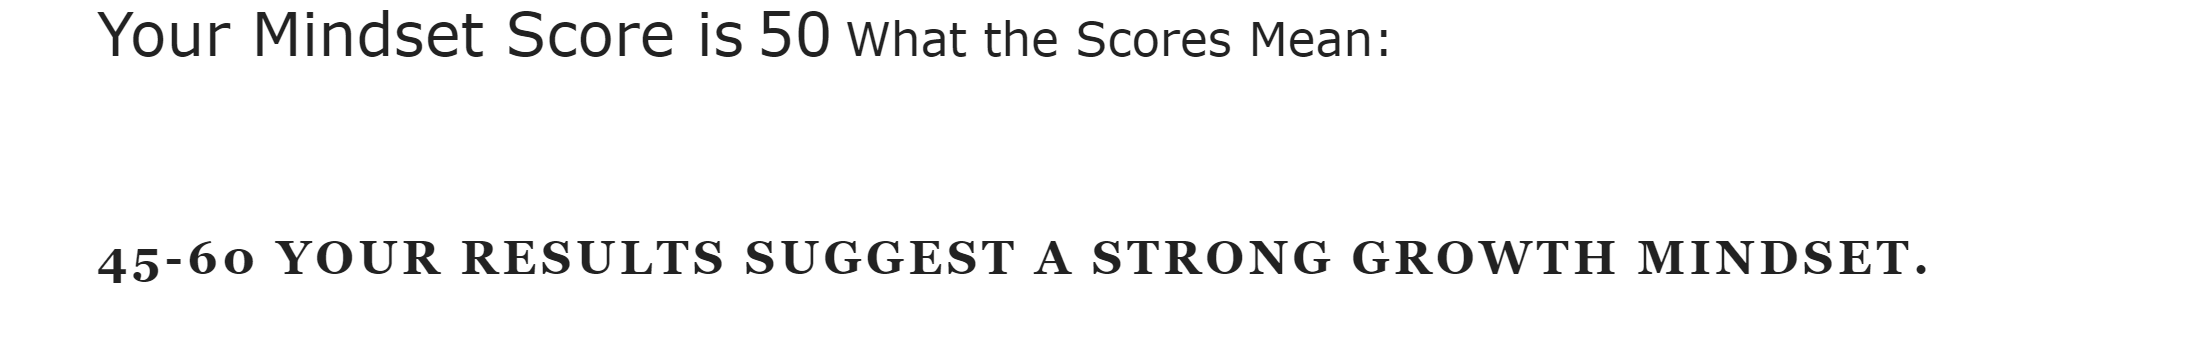 Your Mindset Score is 50 What the Scores Mean:
45-60 YOUR RESULTS SUGGEST A STRONG GROWTH MINDSET.